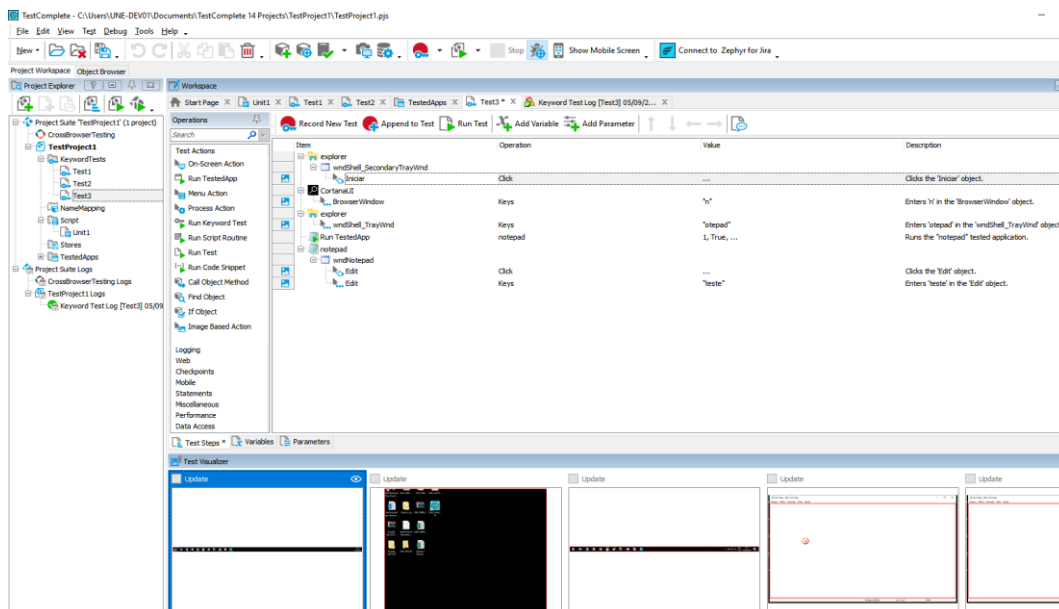 TestComplete - C:\Users\UNE-DEV01\Documents\TestComplete 14 Projects\TestProject1\TestProject1.pjs
File Edit View Test Debug Tools Help
New Stop Show Mobile Screen Connect to Zephyr for Jira
Project Workspace Object Browser
Project Explorer
Workspace
Start Page Unit1 Test1 Test2 TestedApps Test3 * Keyword Test Log [Test3] 05/09/2...
Project Suite 'TestProject1' (1 project)
CrossBrowserTesting
TestProject1
KeywordTests
Test1
Test2
Test3
NameMapping
Script
Unit1
Stores
TestedApps
Project Suite Logs
CrossBrowserTesting Logs
TestProject1 Logs
Keyword Test Log [Test3] 05/09
Operations
Search
Test Actions
On-Screen Action
Run TestedApp
Menu Action
Process Action
Run Keyword Test
Run Script Routine
Run Test
Run Code Snippet
Call Object Method
Find Object
If Object
Image Based Action
Logging
Web
Checkpoints
Mobile
Statements
Miscellaneous
Performance
Data Access
Record New Test Append to Test Run Test Add Variable Add Parameter
Item Operation Value Description
explorer
wndShell_SecondaryTrayWnd
Iniciar Click ... Clicks the 'Iniciar' object.
CortanaUI
BrowserWindow Keys "n" Enters 'n' in the 'BrowserWindow' object.
explorer
wndShell_TrayWnd Keys "otepad" Enters 'otepad' in the 'wndShell_TrayWnd' object
Run TestedApp notepad 1, True, ... Runs the "notepad" tested application.
notepad
wndNotepad
Edit Click ... Clicks the 'Edit' object.
Edit Keys "teste" Enters 'teste' in the 'Edit' object.
Test Steps * Variables Parameters
Test Visualizer
Update Update Update Update Update